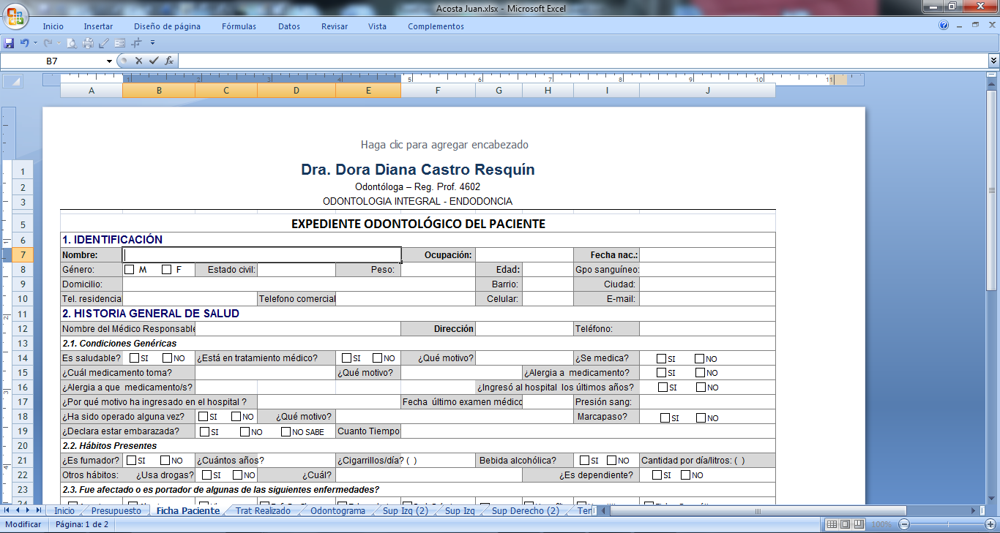 Acosta Juan.xlsx - Microsoft Excel
Inicio Insertar Diseño de página Fórmulas Datos Revisar Vista Complementos
B7 fx
1 2 3 4 5 6 7 8 9 10 11
A B C D E F G H I J
Haga clic para agregar encabezado
1 Dra. Dora Diana Castro Resquín
2 Odontóloga – Reg. Prof. 4602
3 ODONTOLOGIA INTEGRAL - ENDODONCIA
5 EXPEDIENTE ODONTOLÓGICO DEL PACIENTE
6 1. IDENTIFICACIÓN
7 Nombre: Ocupación: Fecha nac.:
8 Género: M F Estado civil: Peso: Edad: Gpo sanguíneo:
9 Domicilio: Barrio: Ciudad:
10 Tel. residencia Telefono comercial Celular: E-mail:
11 2. HISTORIA GENERAL DE SALUD
12 Nombre del Médico Responsable Dirección Teléfono:
13 2.1. Condiciones Genéricas
14 Es saludable? SI NO ¿Está en tratamiento médico? SI NO ¿Qué motivo? ¿Se medica? SI NO
15 ¿Cuál medicamento toma? ¿Qué motivo? ¿Alergia a medicamento? SI NO
16 ¿Alergia a que medicamento/s? ¿Ingresó al hospital los últimos años? SI NO
17 ¿Por qué motivo ha ingresado en el hospital ? Fecha último examen médico Presión sang:
18 ¿Ha sido operado alguna vez? SI NO ¿Qué motivo? Marcapaso? SI NO
19 ¿Declara estar embarazada? SI NO NO SABE Cuanto Tiempo
20 2.2. Hábitos Presentes
21 ¿Es fumador? SI NO ¿Cuántos años? ¿Cigarrillos/día? ( ) Bebida alcohólica? SI NO Cantidad por día/litros: ( )
22 Otros hábitos: ¿Usa drogas? SI NO ¿Cuál? ¿Es dependiente? SI NO
23 2.3. Fue afectado o es portador de algunas de las siguientes enfermedades?
24
Inicio Presupuesto Ficha Paciente Trat Realizado Odontograma Sup Izq (2) Sup Izq Sup Derecho (2) Ter
Modificar Página: 1 de 2 100%